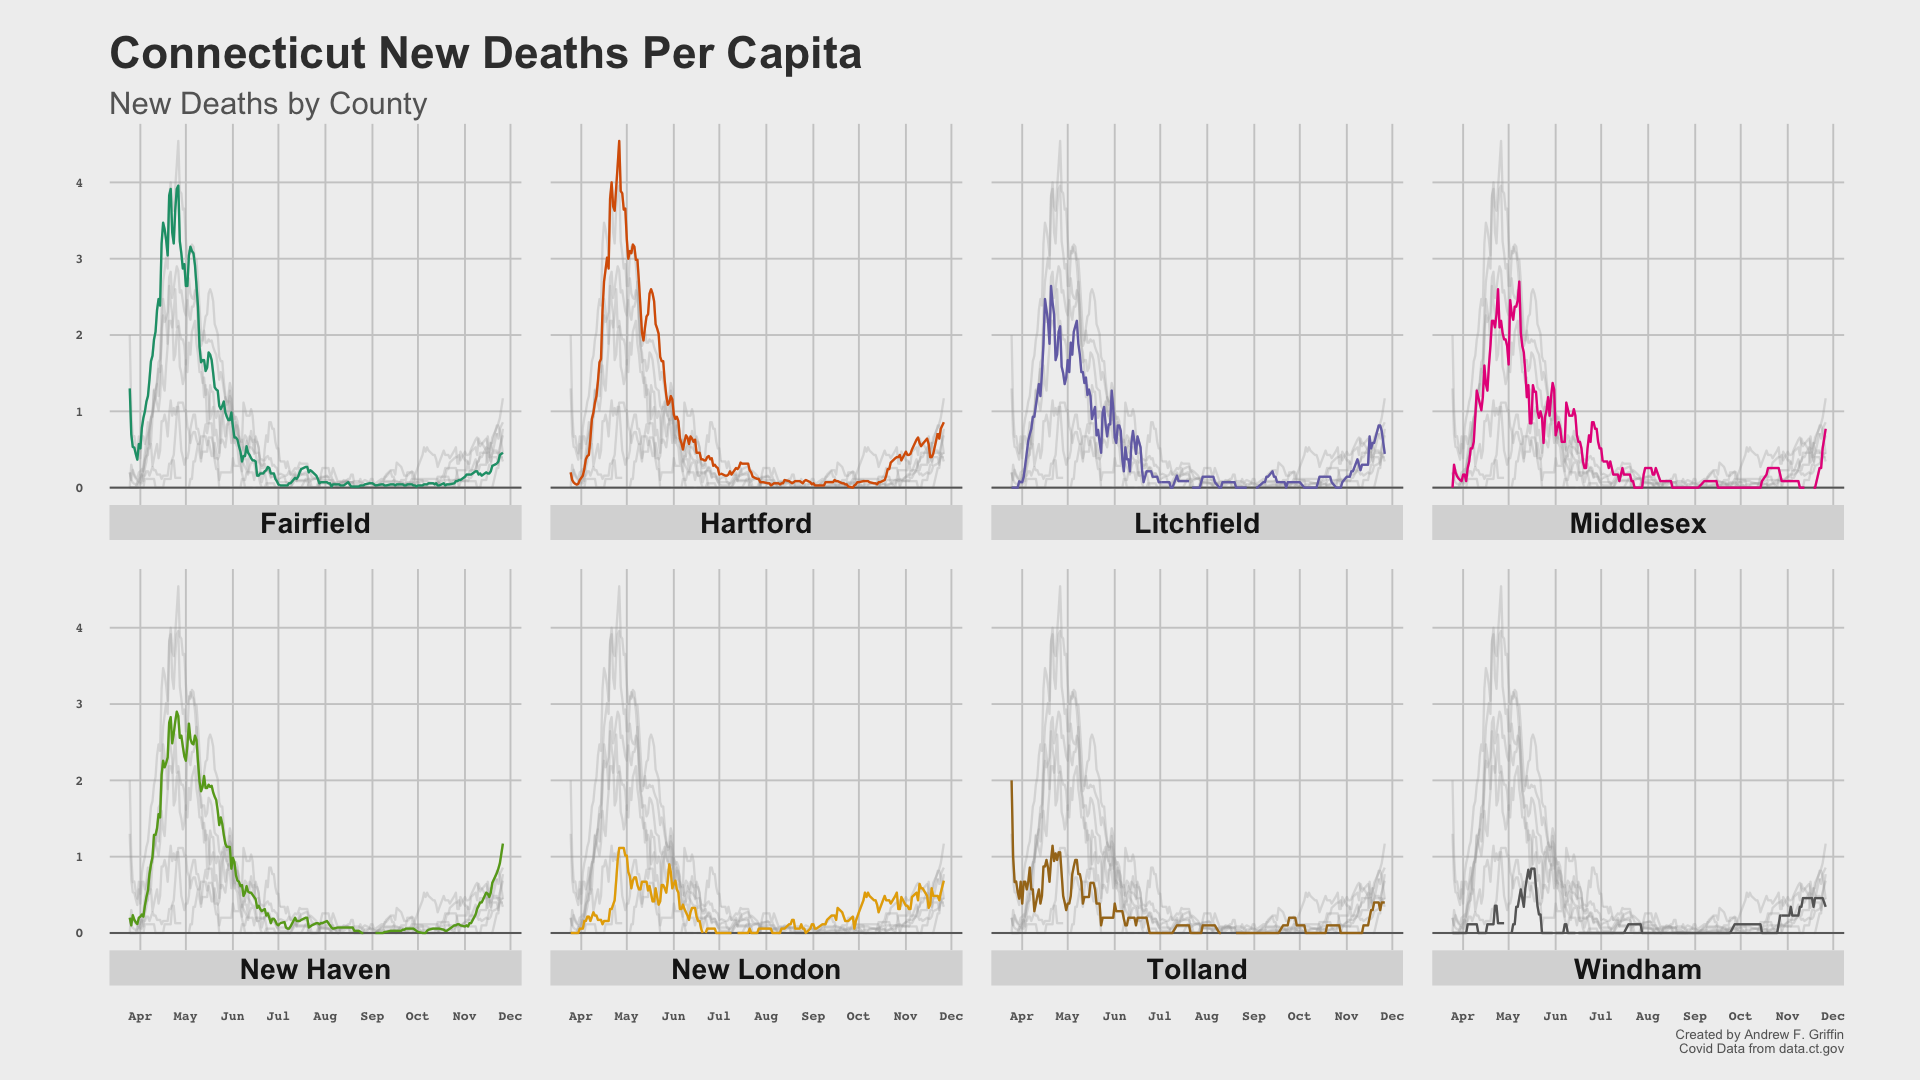 Connecticut New Deaths Per Capita
New Deaths by County
4
3
2
1
0
Fairfield Hartford Litchfield Middlesex
4
3
2
1
0
New Haven New London Tolland Windham
Apr May Jun Jul Aug Sep Oct Nov Dec Apr May Jun Jul Aug Sep Oct Nov Dec Apr May Jun Jul Aug Sep Oct Nov Dec Apr May Jun Jul Aug Sep Oct Nov Dec
Created by Andrew F. Griffin
Covid Data from data.ct.gov